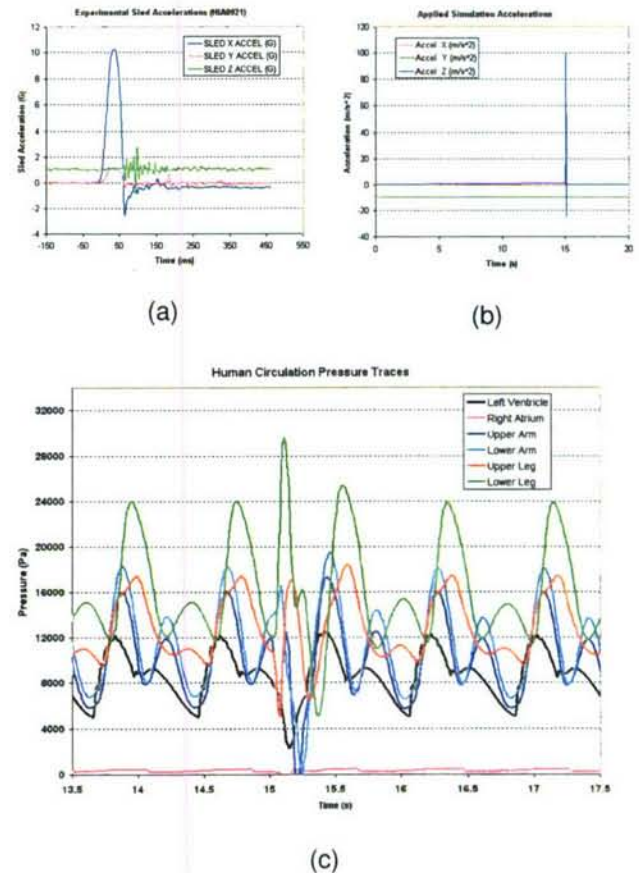 Experimental Sled Accelerations (HIA8021)
12
10
8
6
4
2
0
-2
4
-150
-50
50
150
250
350
450
550
Sled Acceleration (G)
Time (ms)
SLED X ACCEL (G)
SLED Y ACCEL (G)
SLED Z ACCEL (G)
(a)
Applied Simulation Accelerations
120
100
80
60
40
20
0
-20
-40
0
5
10
15
20
Acceleration (m/s^2)
Time (s)
Accel X (m/s^2)
Accel Y (m/s^2)
Accel Z (m/s^2)
(b)
Human Circulation Pressure Traces
32000
28000
24000
20000
16000
12000
8000
4000
0
13.5
14
14.5
15
15.5
16
16.5
17
17.5
Pressure (Pa)
Time (s)
Left Ventricle
Right Atrium
Upper Arm
Lower Arm
Upper Leg
Lower Leg
(c)